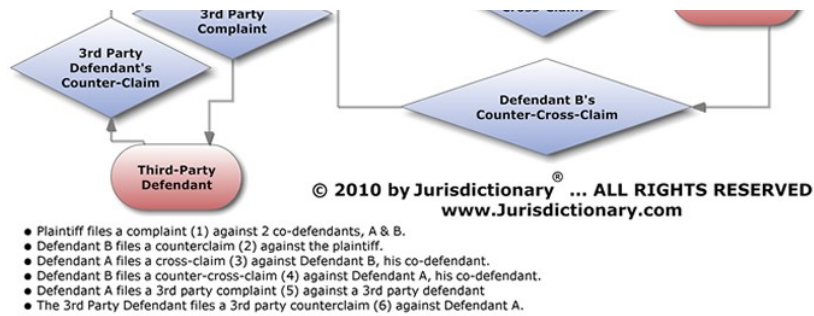 3rd Party
Complaint
Cross-Claim
3rd Party
Defendant's
Counter-Claim
Defendant B's
Counter-Cross-Claim
Third-Party
Defendant
© 2010 by Jurisdictionary® ... ALL RIGHTS RESERVED
www.Jurisdictionary.com
● Plaintiff files a complaint (1) against 2 co-defendants, A & B.
● Defendant B files a counterclaim (2) against the plaintiff.
● Defendant A files a cross-claim (3) against Defendant B, his co-defendant.
● Defendant B files a counter-cross-claim (4) against Defendant A, his co-defendant.
● Defendant A files a 3rd party complaint (5) against a 3rd party defendant
● The 3rd Party Defendant files a 3rd party counterclaim (6) against Defendant A.